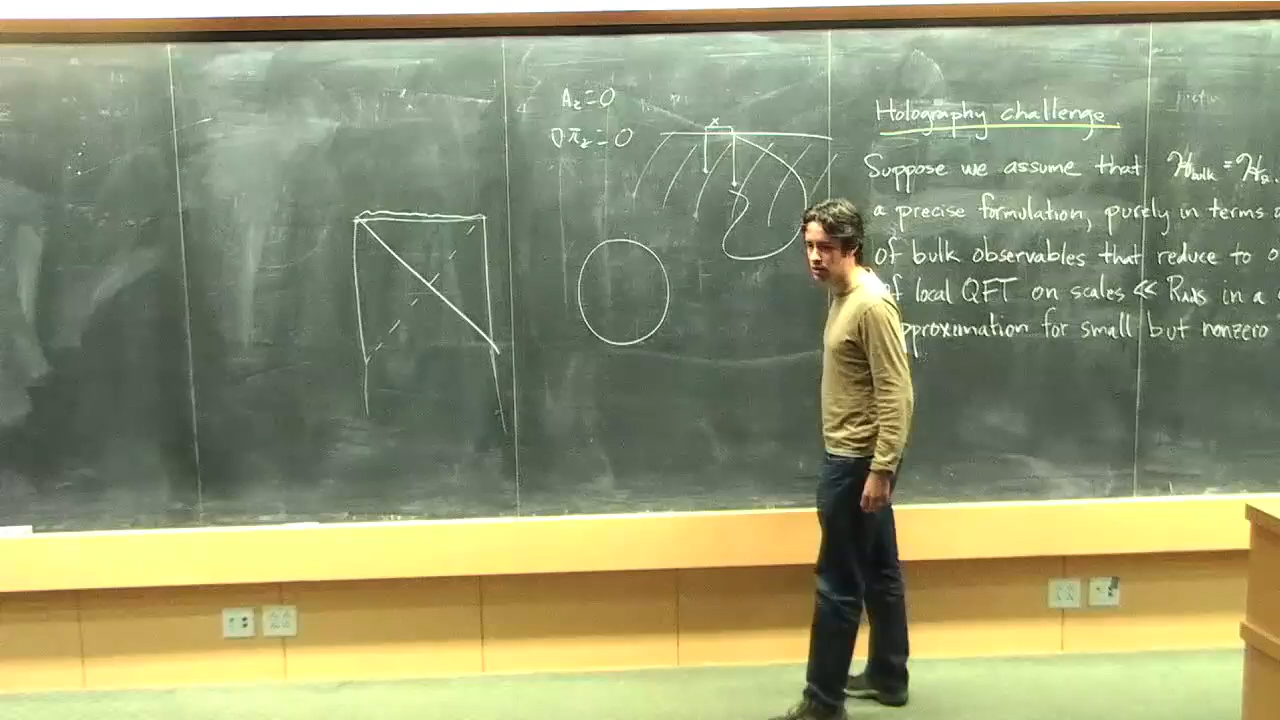 A_z=0
□π_z=0
x
Holography challenge
Suppose we assume that ℋ_bulk = ℋ_∂.
a precise formulation, purely in terms
of bulk observables that reduce to
of local QFT on scales ≪ R_AdS in a
pproximation for small but nonzero